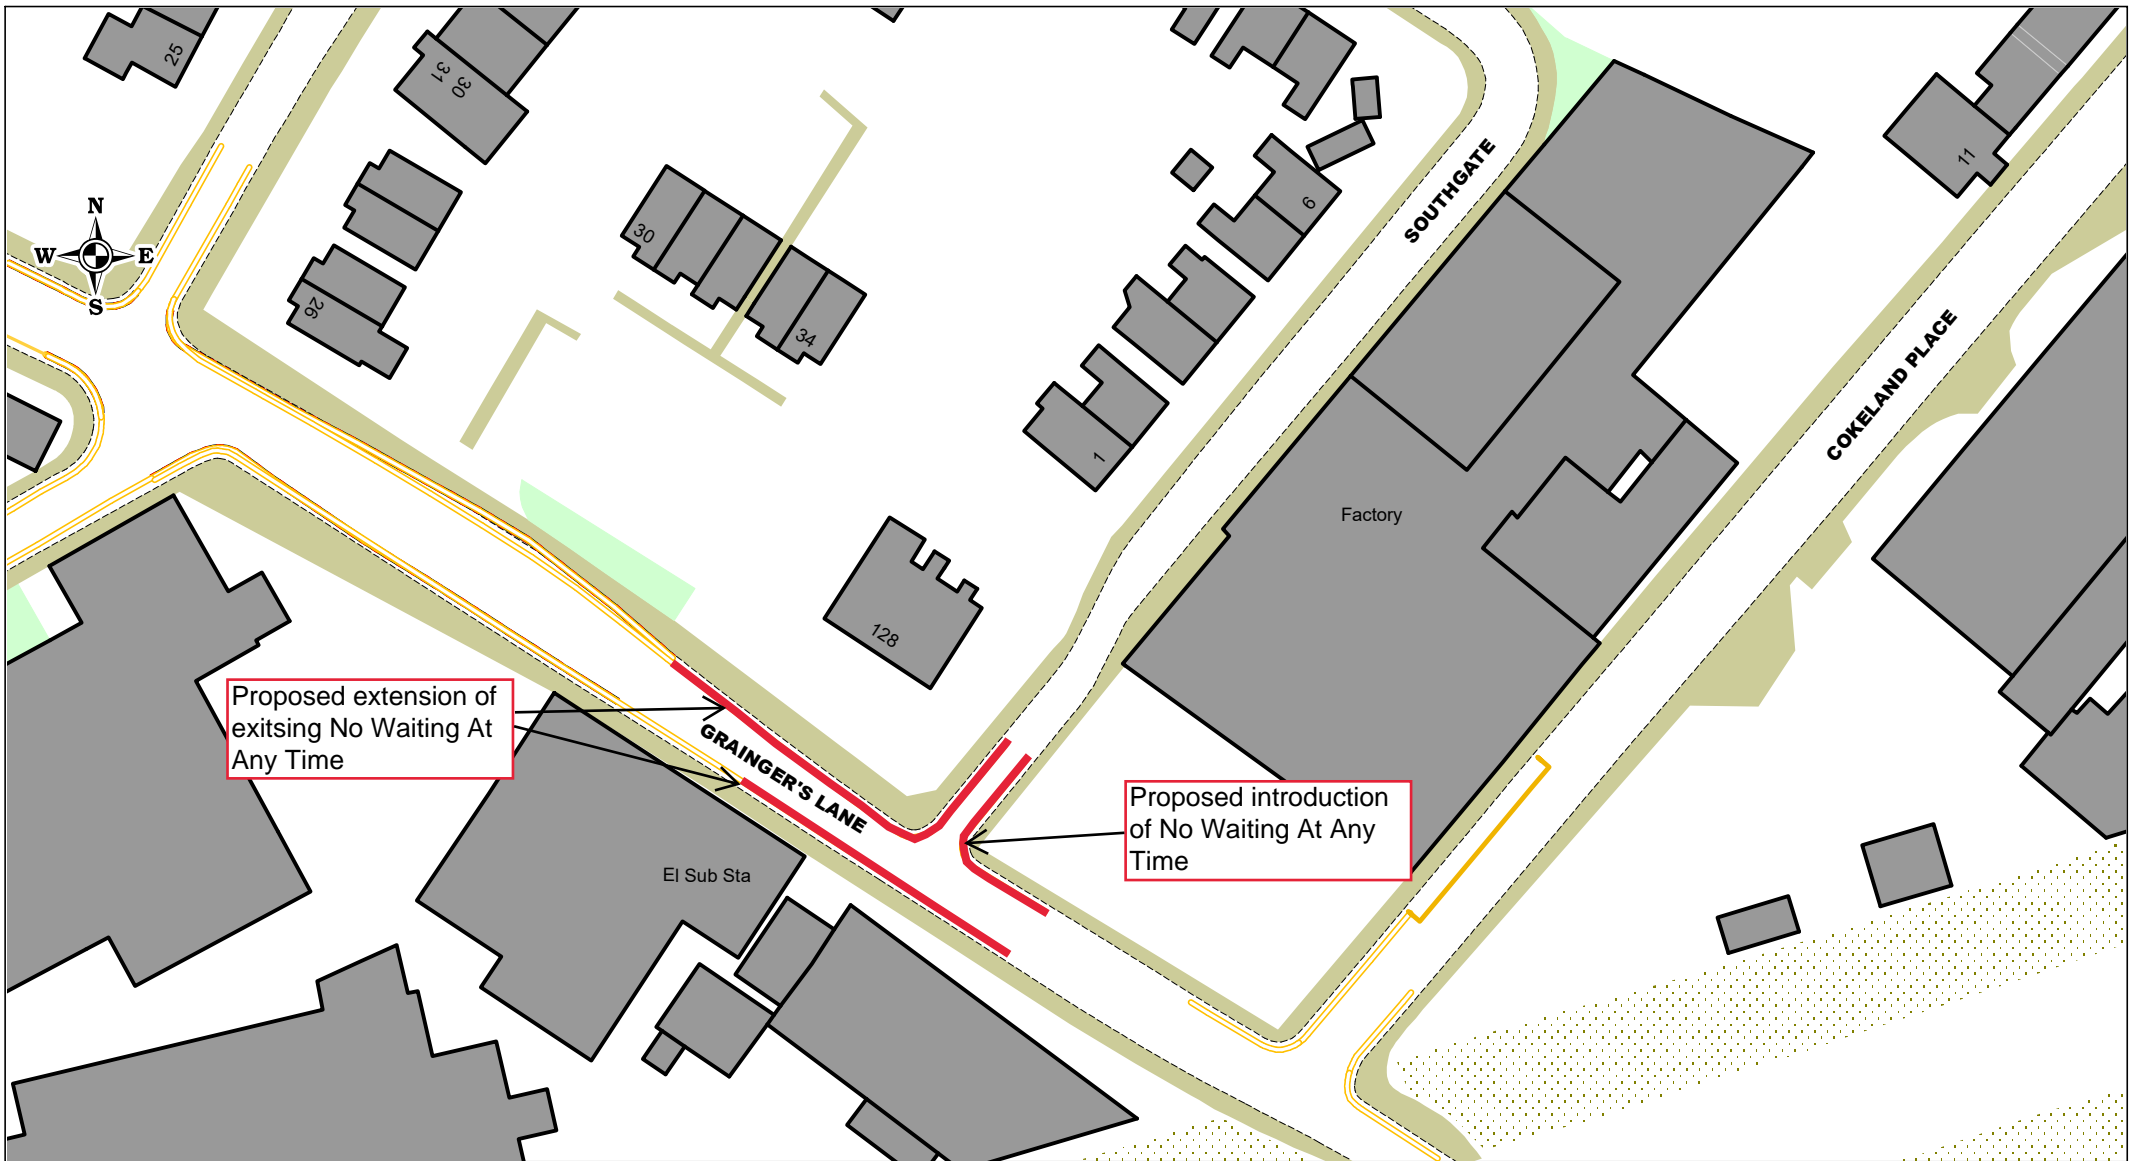 25
31
30
N
W E
S
26
30
34
SOUTHGATE
6
11
1
COKELAND PLACE
Factory
128
Proposed extension of
exitsing No Waiting At
Any Time
GRAINGER'S LANE
Proposed introduction
of No Waiting At Any
Time
El Sub Sta